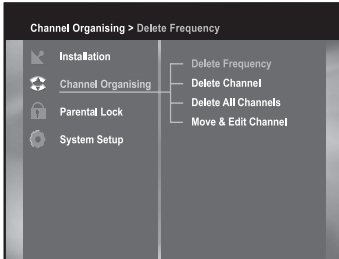 Channel Organising > Delete Frequency
Installation
Channel Organising
Parental Lock
System Setup
Delete Frequency
Delete Channel
Delete All Channels
Move & Edit Channel